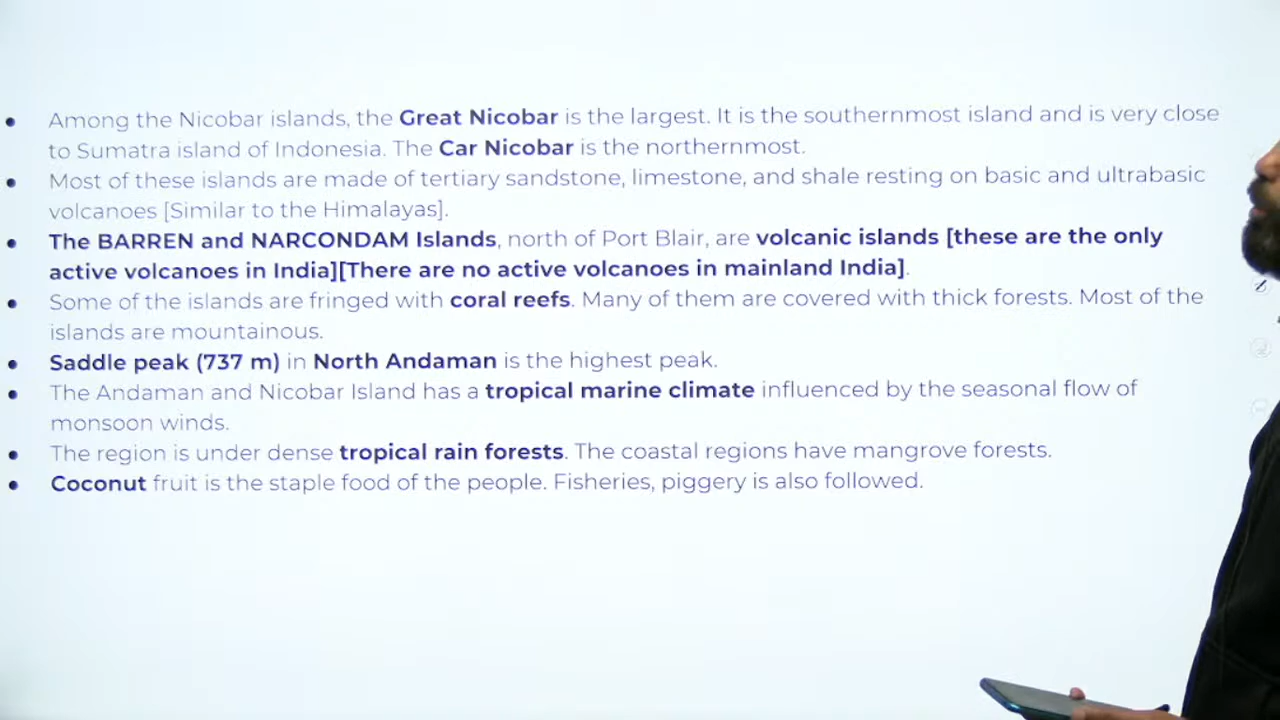 Among the Nicobar islands, the Great Nicobar is the largest. It is the southernmost island and is very close
to Sumatra island of Indonesia. The Car Nicobar is the northernmost.
Most of these islands are made of tertiary sandstone, limestone, and shale resting on basic and ultrabasic
volcanoes [Similar to the Himalayas].
The BARREN and NARCONDAM Islands, north of Port Blair, are volcanic islands [these are the only
active volcanoes in India][There are no active volcanoes in mainland India].
Some of the islands are fringed with coral reefs. Many of them are covered with thick forests. Most of the
islands are mountainous.
Saddle peak (737 m) in North Andaman is the highest peak.
The Andaman and Nicobar Island has a tropical marine climate influenced by the seasonal flow of
monsoon winds.
The region is under dense tropical rain forests. The coastal regions have mangrove forests.
Coconut fruit is the staple food of the people. Fisheries, piggery is also followed.